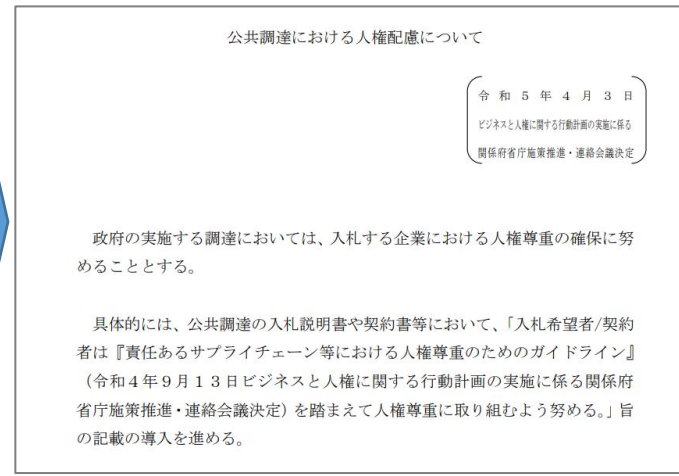 公共調達における人権配慮について
令和5年4月3日
ビジネスと人権に関する行動計画の実施に係る
関係府省庁施策推進・連絡会議決定
政府の実施する調達においては、入札する企業における人権尊重の確保に努
めることとする。
具体的には、公共調達の入札説明書や契約書等において、「入札希望者/契約
者は『責任あるサプライチェーン等における人権尊重のためのガイドライン』
（令和４年９月１３日ビジネスと人権に関する行動計画の実施に係る関係府
省庁施策推進・連絡会議決定）を踏まえて人権尊重に取り組むよう努める。」旨
の記載の導入を進める。